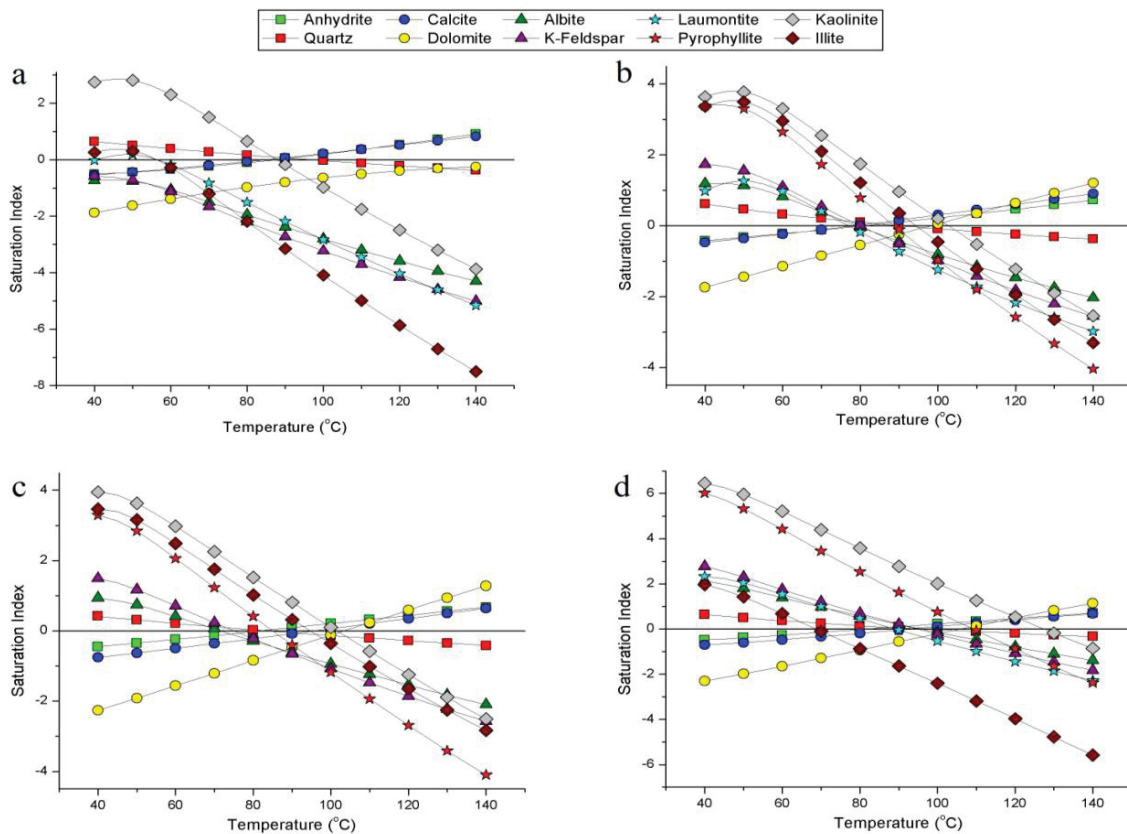 Anhydrite Calcite Albite Laumontite Kaolinite
Quartz Dolomite K-Feldspar Pyrophyllite Illite
a
2
0
-2
-4
-6
-8
Saturation Index
40 60 80 100 120 140
Temperature (°C)
b
4
2
0
-2
-4
Saturation Index
40 60 80 100 120 140
Temperature (°C)
c
4
2
0
-2
-4
Saturation Index
40 60 80 100 120 140
Temperature (°C)
d
6
4
2
0
-2
-4
-6
Saturation Index
40 60 80 100 120 140
Temperature (°C)